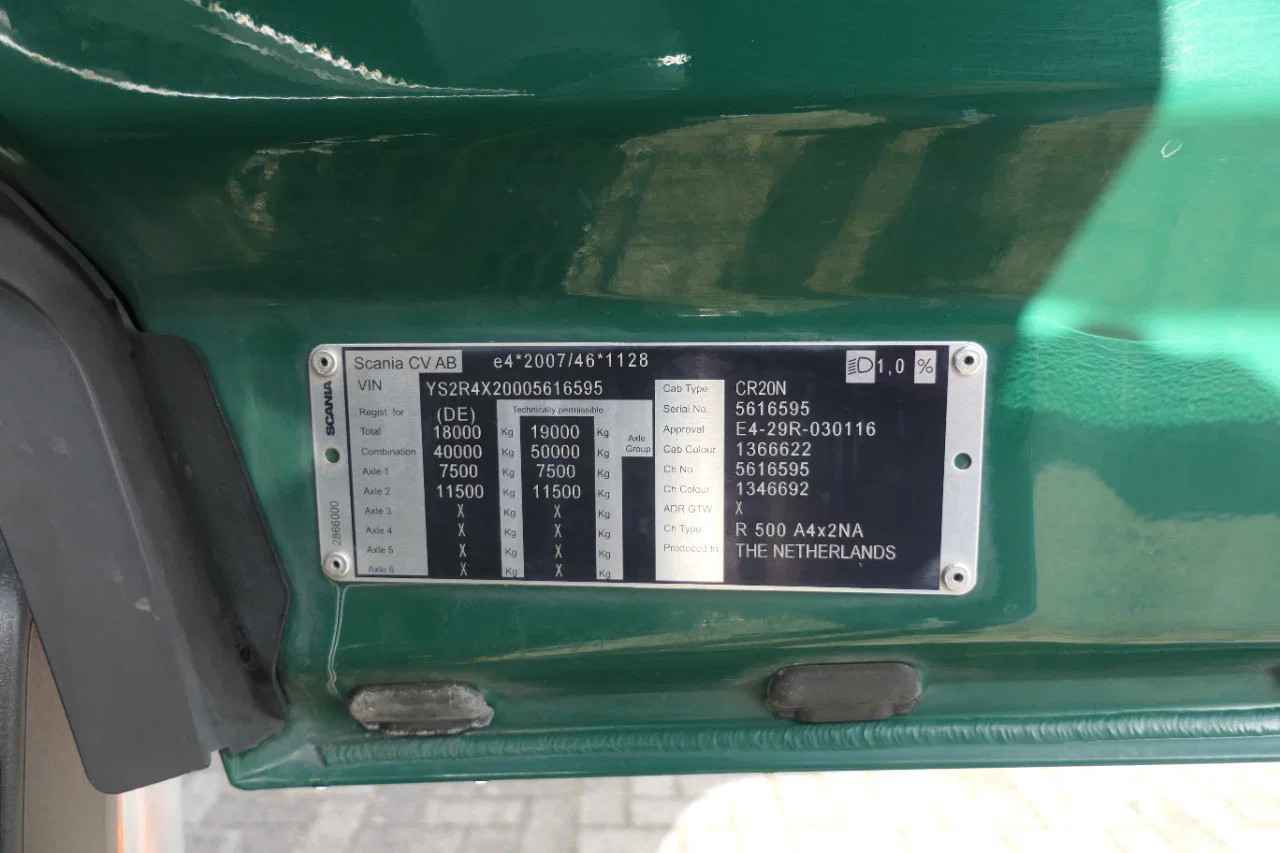 Scania CV AB e4*2007/46*1128 1,0 %
VIN YS2R4X20005616595
SCANIA
2866000
Regist for (DE) Technically permissible
Total 18000 Kg 19000 Kg Axle Group
Combination 40000 Kg 50000 Kg
Axle 1 7500 Kg 7500 Kg
Axle 2 11500 Kg 11500 Kg
Axle 3 X Kg X Kg
Axle 4 X Kg X Kg
Axle 5 X Kg X Kg
Axle 6 X Kg X Kg
Cab Type CR20N
Serial No. 5616595
Approval E4-29R-030116
Cab Colour 1366622
Ch No. 5616595
Ch Colour 1346692
ADR GTW X
Ch Type R 500 A4x2NA
Produced in THE NETHERLANDS